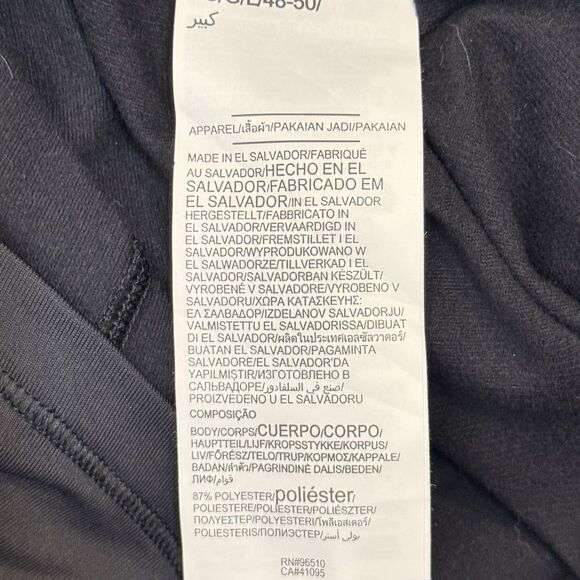 /G/L/48-50/
كبير
APPAREL/เสื้อผ้า/PAKAIAN JADI/PAKAIAN
MADE IN EL SALVADOR/FABRIQUÉ
AU SALVADOR/HECHO EN EL
SALVADOR/FABRICADO EM
EL SALVADOR/IN EL SALVADOR
HERGESTELLT/FABBRICATO IN
EL SALVADOR/VERVAARDIGD IN
EL SALVADOR/FREMSTILLET I EL
SALVADOR/WYPRODUKOWANO W
EL SALWADORZE/TILLVERKAD I EL
SALVADOR/SALVADORBAN KÉSZÜLT/
VYROBENÉ V SALVADORE/VYROBENO V
SALVADORU/ΧΩΡΑ ΚΑΤΑΣΚΕΥΗΣ:
ΕΛ ΣΑΛΒΑΔΟΡ/IZDELANOV SALVADORJU/
VALMISTETTU EL SALVADORISSA/DIBUAT
DI EL SALVADOR/ผลิตในประเทศเอลซัลวาดอร์/
BUATAN EL SALVADOR/PAGAMINTA
SALVADORE/EL SALVADOR'DA
YAPILMIŞTIR/ИЗГОТОВЛЕНО В
САЛЬВАДОРЕ/صنع في السلفادور/
PROIZVEDENO U EL SALVADORU
COMPOSIÇÃO
BODY/CORPS/CUERPO/CORPO/
HAUPTTEIL/LIJF/KROPSSTYKKE/KORPUS/
LIV/FŐRÉSZ/TELO/TRUP/ΚΟΡΜΟΣ/KAPPALE/
BADAN/ลำตัว/PAGRINDINĖ DALIS/BEDEN/
ЛИФ/قوام/
87% POLYESTER/poliéster/
POLIESTERE/POLIESTER/POLIÉSZTER/
ΠΟΛΥΕΣΤΕΡ/POLYESTERI/โพลีเอสเตอร์/
POLIESTERIS/ПОЛИЭСТЕР/بولي أستر/
RN#96510
CA#41095